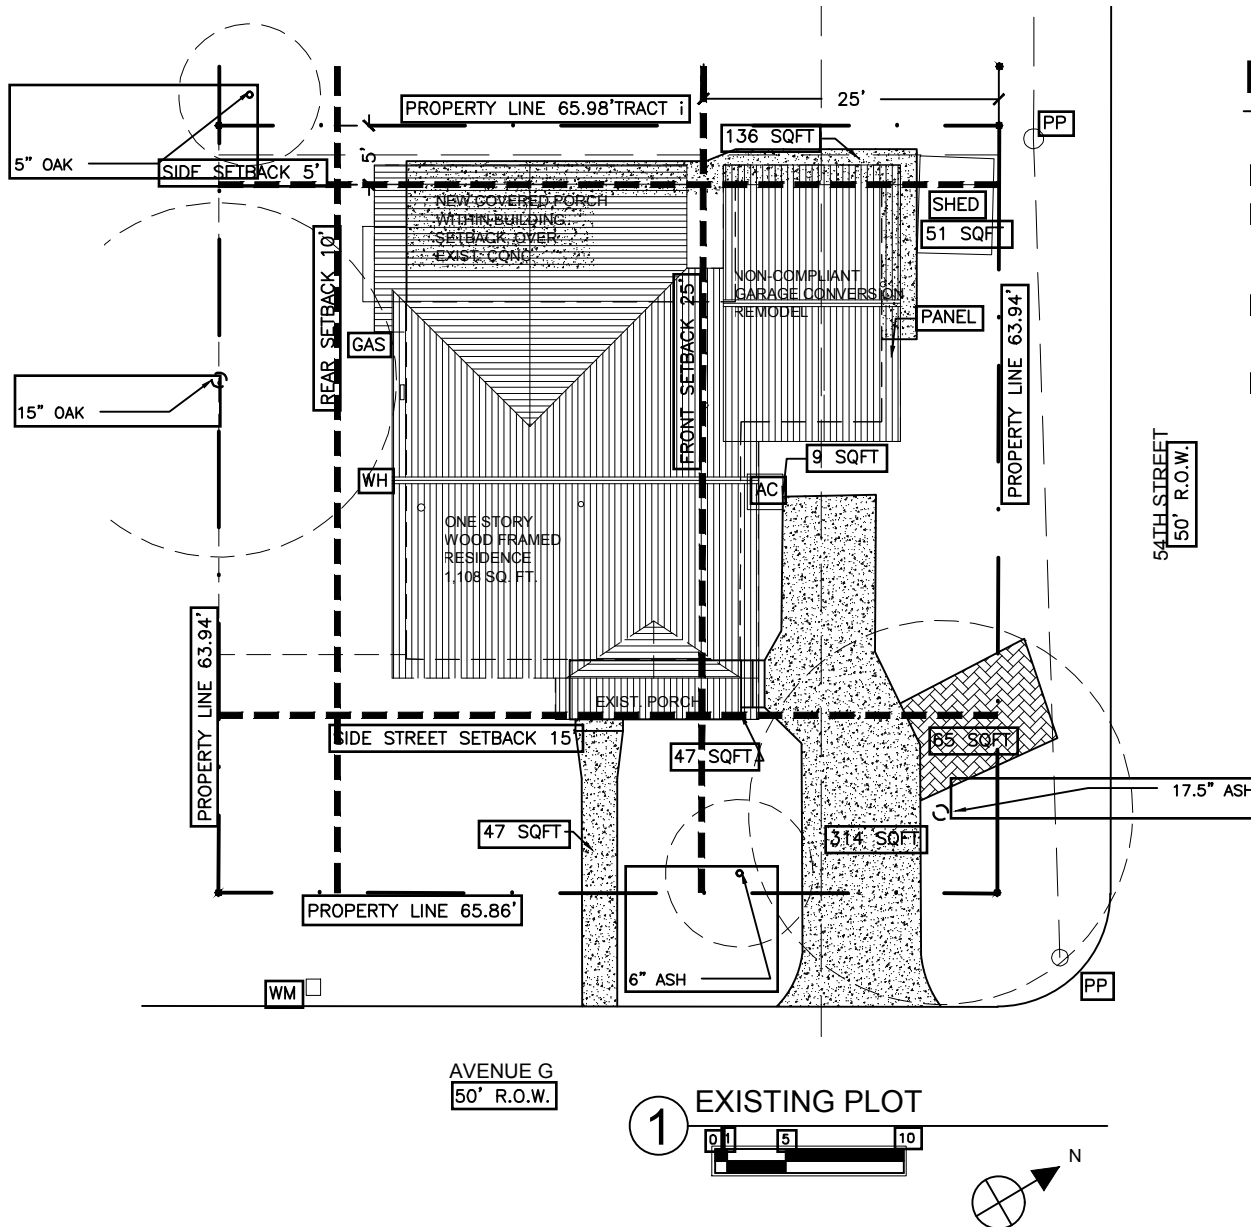 PROPERTY LINE 65.98'TRACT i
25'
PP
136 SQFT
5" OAK
SIDE SETBACK 5'
5'
NEW COVERED PORCH
WITHIN BUILDING
SETBACK OVER
EXIST. CONC.
SHED
51 SQFT
REAR SETBACK 10'
FRONT SETBACK 25'
NON-COMPLIANT
GARAGE CONVERSION
REMODEL
PANEL
PROPERTY LINE 63.94'
GAS
15" OAK
54TH STREET
50' R.O.W.
9 SQFT
WH
AC
ONE STORY
WOOD FRAMED
RESIDENCE
1,108 SQ. FT.
PROPERTY LINE 63.94'
EXIST. PORCH
SIDE STREET SETBACK 15'
47 SQFT
65 SQFT
17.5" ASH
47 SQFT
314 SQFT
PROPERTY LINE 65.86'
6" ASH
WM
PP
AVENUE G
50' R.O.W.
1
EXISTING PLOT
0 1 5 10
N